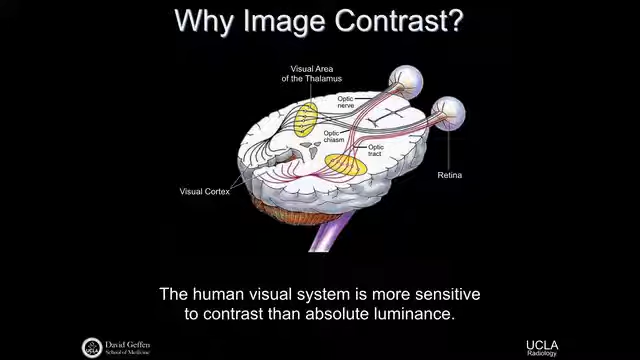 Why Image Contrast?
Visual Area
of the Thalamus
Optic
nerve
Optic
chiasm
Optic
tract
Retina
Visual Cortex
The human visual system is more sensitive
to contrast than absolute luminance.
UCLA
David Geffen
School of Medicine
UCLA
Radiology